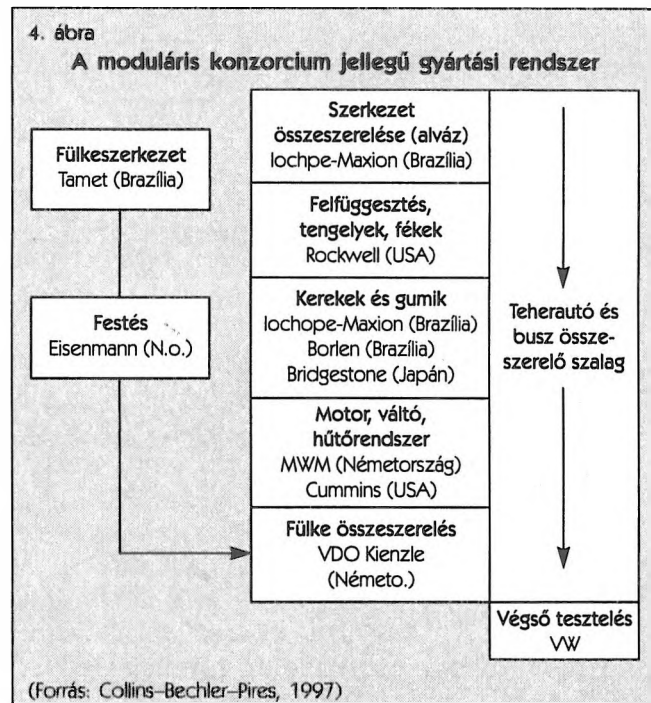 4. ábra
A moduláris konzorcium jellegű gyártási rendszer
Fülkeszerkezet
Tamet (Brazília)
Festés
Eisenmann (N.o.)
Szerkezet
összeszerelése (alváz)
Iochpe-Maxion (Brazília)
Felfüggesztés,
tengelyek, fékek
Rockwell (USA)
Kerekek és gumik
Iochope-Maxion (Brazília)
Borlen (Brazília)
Bridgestone (Japán)
Motor, váltó,
hűtőrendszer
MWM (Németország)
Cummins (USA)
Fülke összeszerelés
VDO Kienzle
(Németo.)
Teherautó és
busz össze-
szerelő szalag
Végső tesztelés
VW
(Forrás: Collins–Bechler–Pires, 1997)